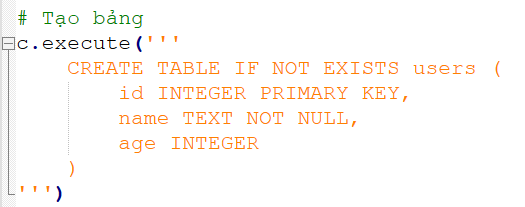 # Tạo bảng
c.execute('''
    CREATE TABLE IF NOT EXISTS users (
        id INTEGER PRIMARY KEY,
        name TEXT NOT NULL,
        age INTEGER
    )
''')